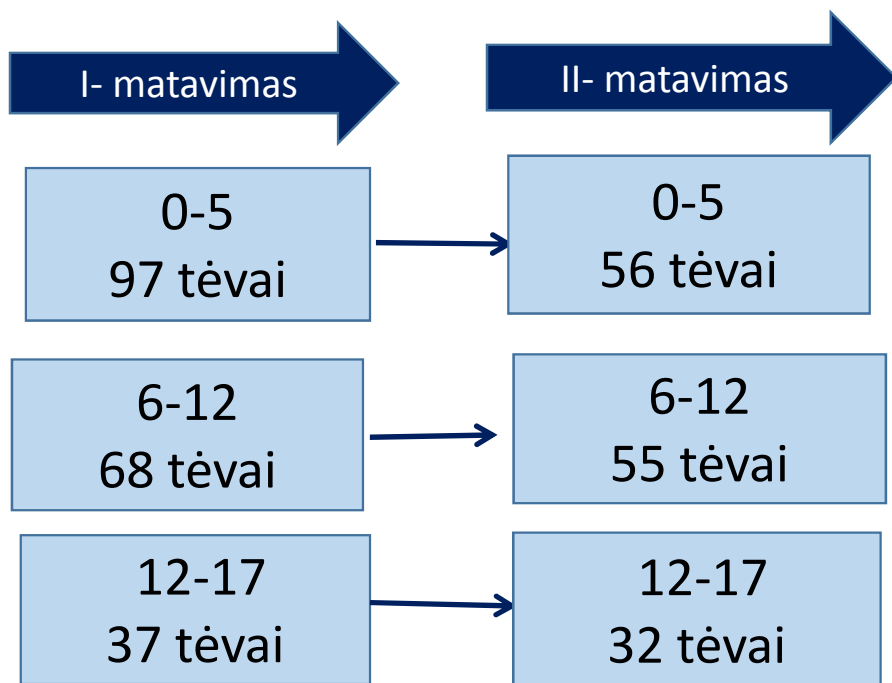 I- matavimas
II- matavimas
0-5
97 tėvai
0-5
56 tėvai
6-12
68 tėvai
6-12
55 tėvai
12-17
37 tėvai
12-17
32 tėvai